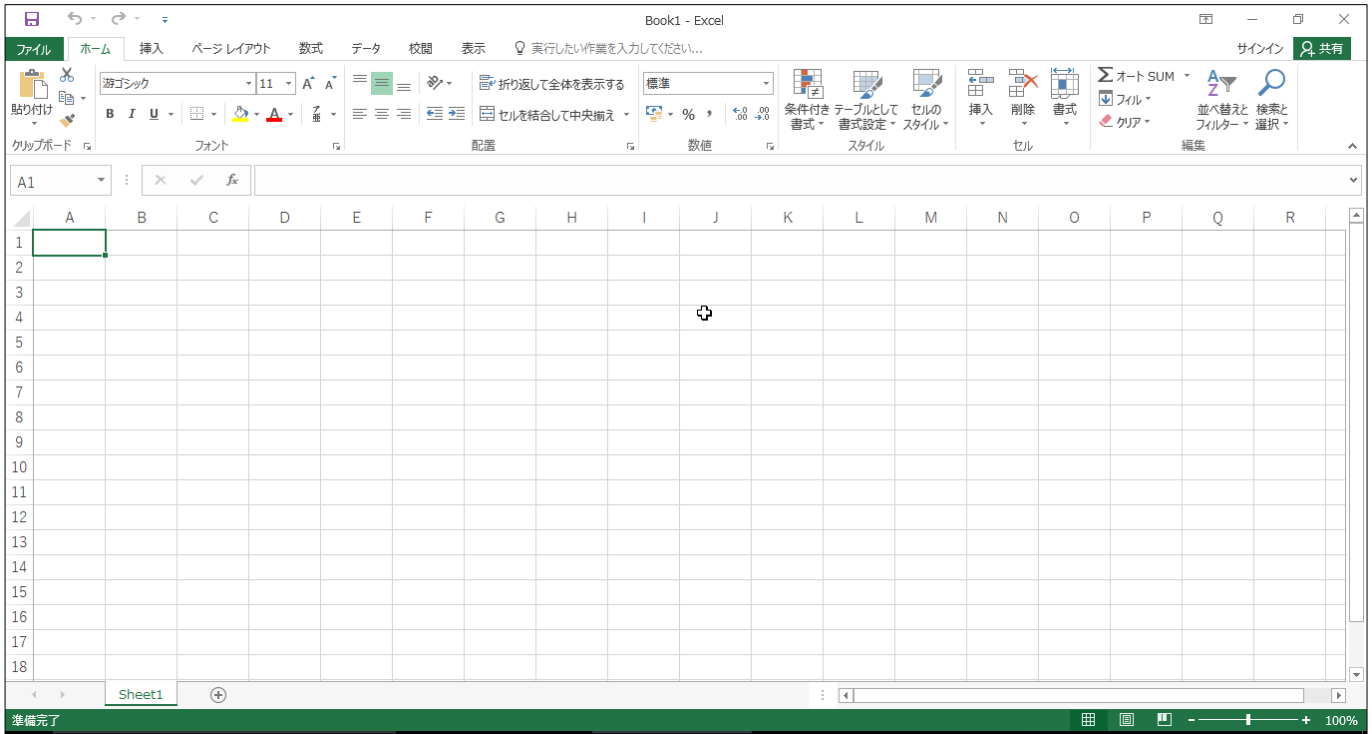 Book1 - Excel
ファイル ホーム 挿入 ページ レイアウト 数式 データ 校閲 表示 実行したい作業を入力してください... サインイン 共有
貼り付け 游ゴシック 11 A A 折り返して全体を表示する 標準 条件付き テーブルとして セルの 挿入 削除 書式 Σ オート SUM 並べ替えと 検索と
書式 書式設定 スタイル フィル フィルター 選択
B I U A セルを結合して中央揃え % , クリア
クリップボード フォント 配置 数値 スタイル セル 編集
A1 fx
A B C D E F G H I J K L M N O P Q R
1
2
3
4
5
6
7
8
9
10
11
12
13
14
15
16
17
18
Sheet1
準備完了 100%